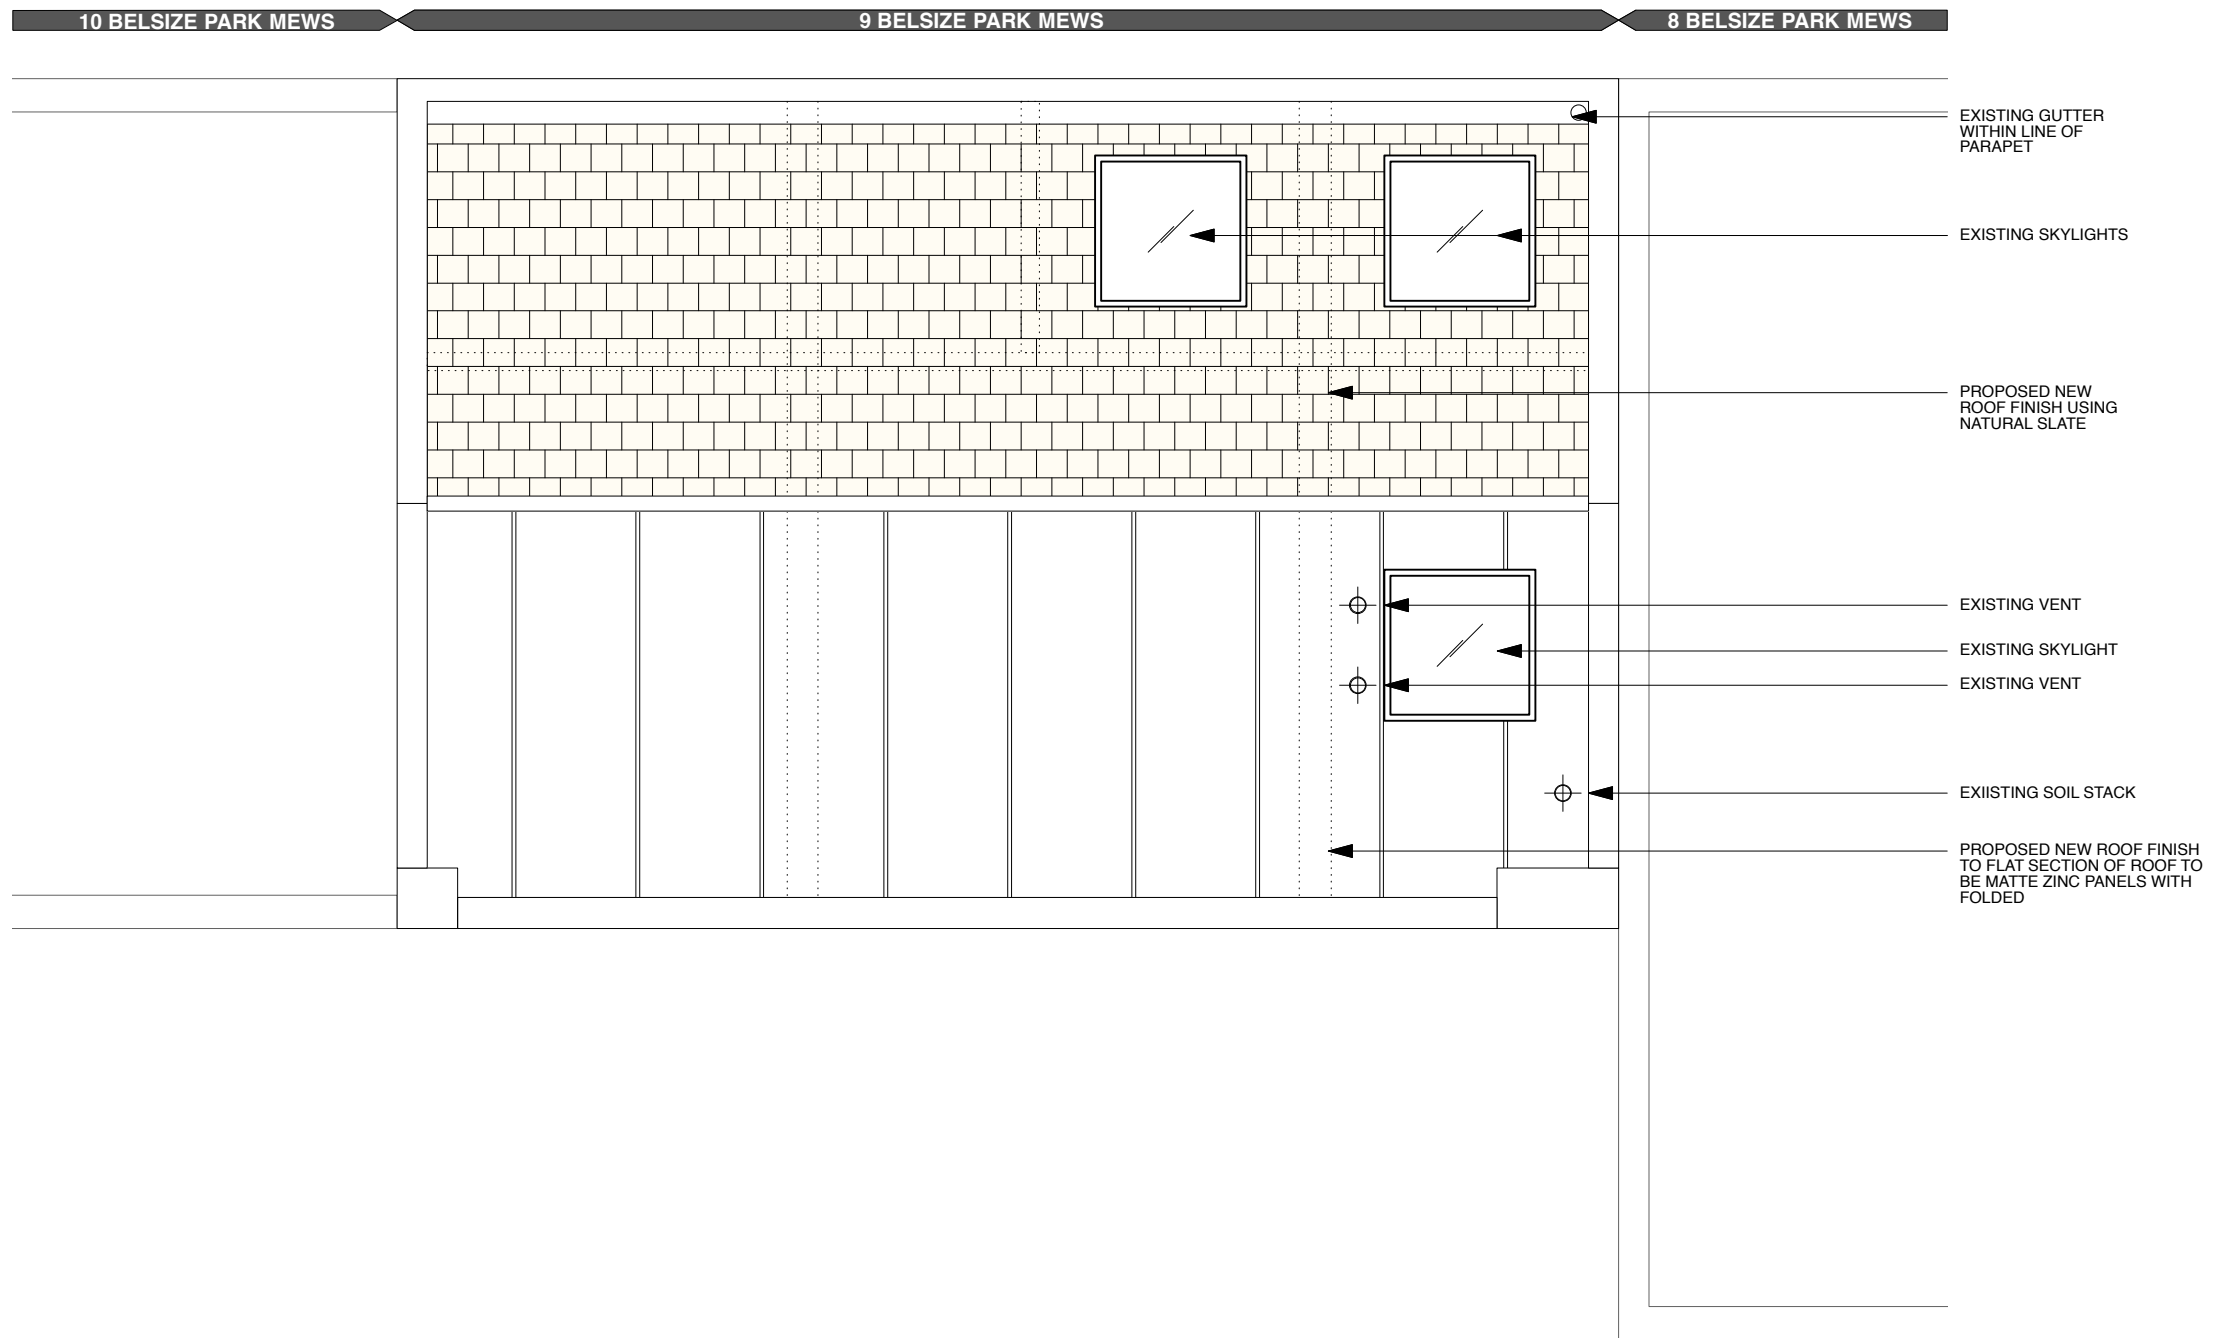 10 BELSIZE PARK MEWS
9 BELSIZE PARK MEWS
8 BELSIZE PARK MEWS
EXISTING GUTTER
WITHIN LINE OF
PARAPET
EXISTING SKYLIGHTS
PROPOSED NEW
ROOF FINISH USING
NATURAL SLATE
EXISTING VENT
EXISTING SKYLIGHT
EXISTING VENT
EXIISTING SOIL STACK
PROPOSED NEW ROOF FINISH
TO FLAT SECTION OF ROOF TO
BE MATTE ZINC PANELS WITH
FOLDED